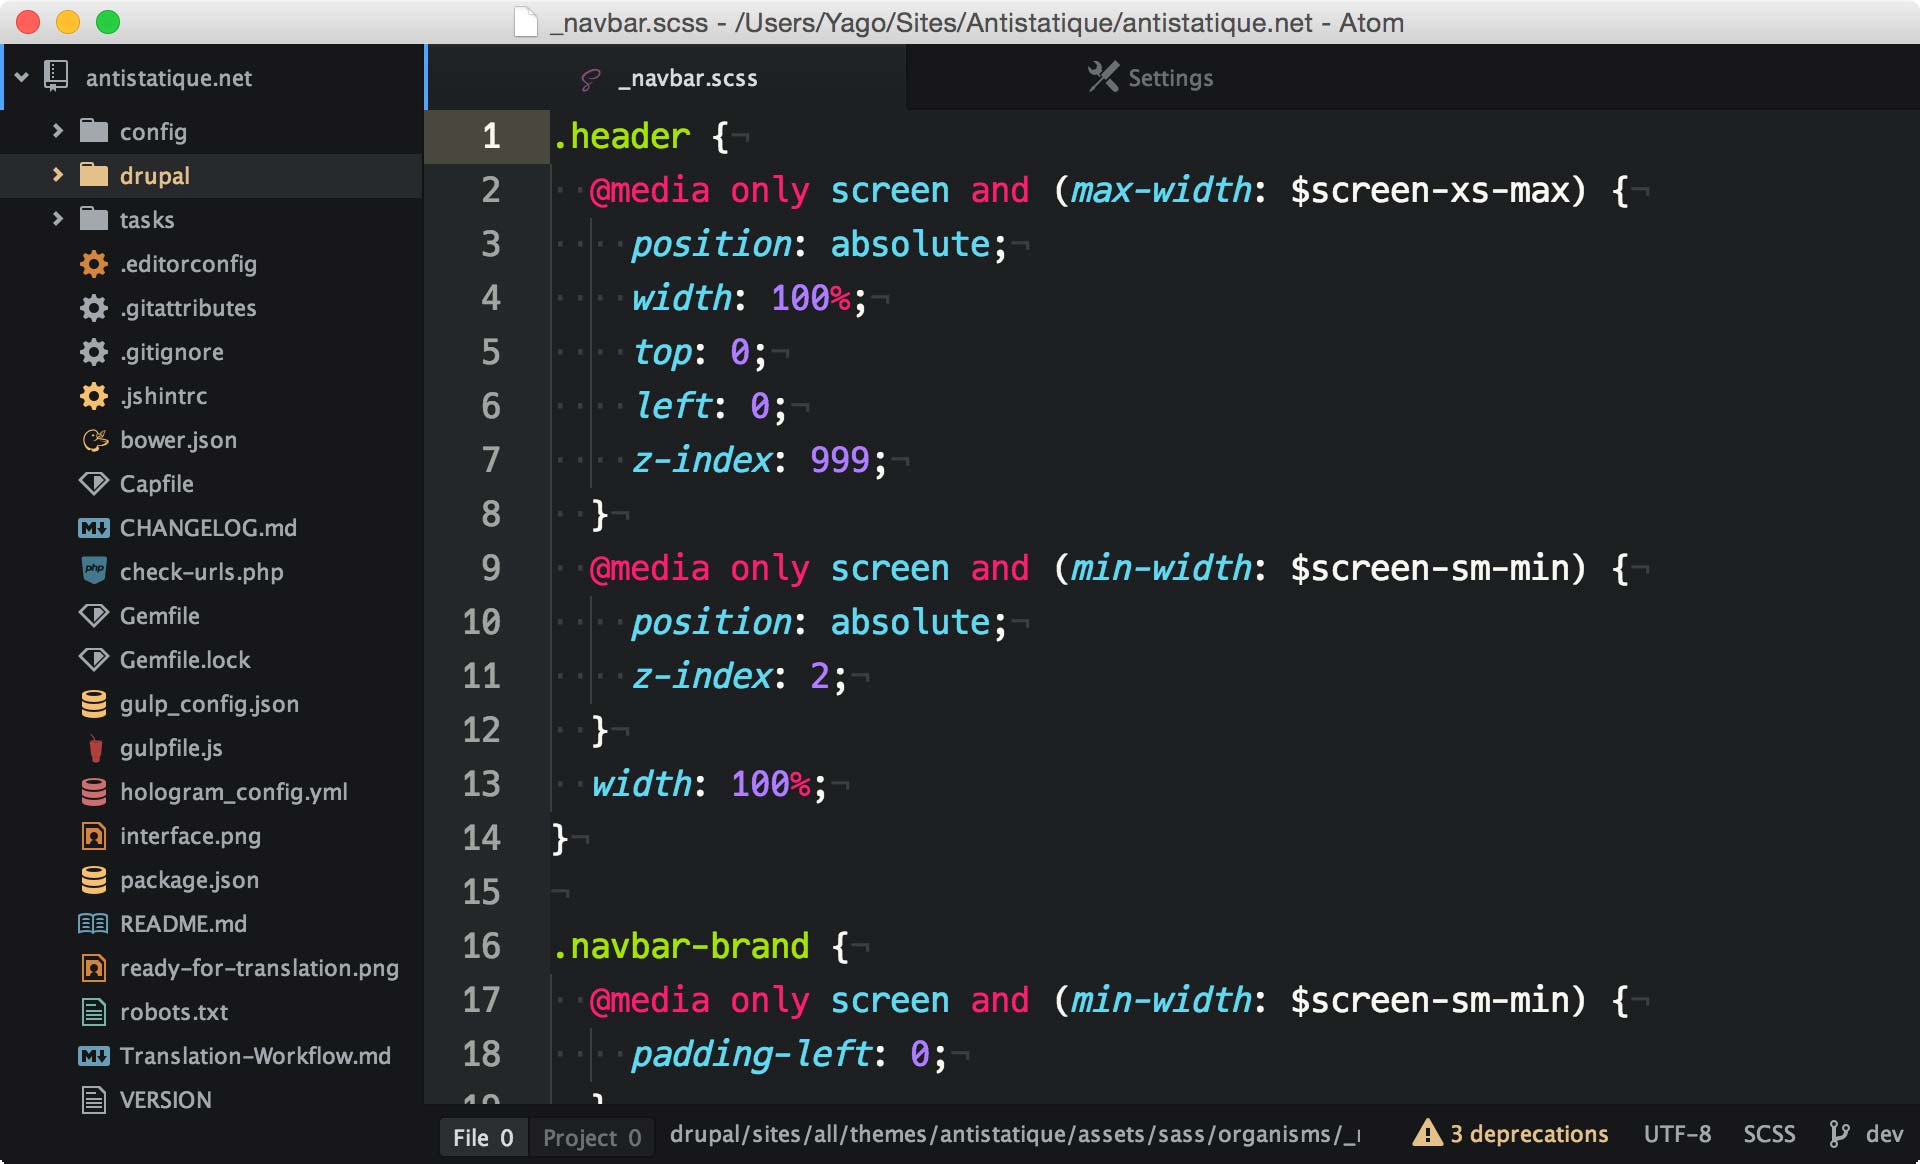 _navbar.scss - /Users/Yago/Sites/Antistatique/antistatique.net - Atom
antistatique.net
config
drupal
tasks
.editorconfig
.gitattributes
.gitignore
.jshintrc
bower.json
Capfile
CHANGELOG.md
check-urls.php
Gemfile
Gemfile.lock
gulp_config.json
gulpfile.js
hologram_config.yml
interface.png
package.json
README.md
ready-for-translation.png
robots.txt
Translation-Workflow.md
VERSION
_navbar.scss Settings
1 .header {¬
2 ··@media only screen and (max-width: $screen-xs-max) {¬
3 ····position: absolute;¬
4 ····width: 100%;¬
5 ····top: 0;¬
6 ····left: 0;¬
7 ····z-index: 999;¬
8 ··}¬
9 ··@media only screen and (min-width: $screen-sm-min) {¬
10 ····position: absolute;¬
11 ····z-index: 2;¬
12 ··}¬
13 ··width: 100%;¬
14 }¬
15 ¬
16 .navbar-brand {¬
17 ··@media only screen and (min-width: $screen-sm-min) {¬
18 ····padding-left: 0;¬
19 }
File 0 Project 0 drupal/sites/all/themes/antistatique/assets/sass/organisms/_ 3 deprecations UTF-8 SCSS dev